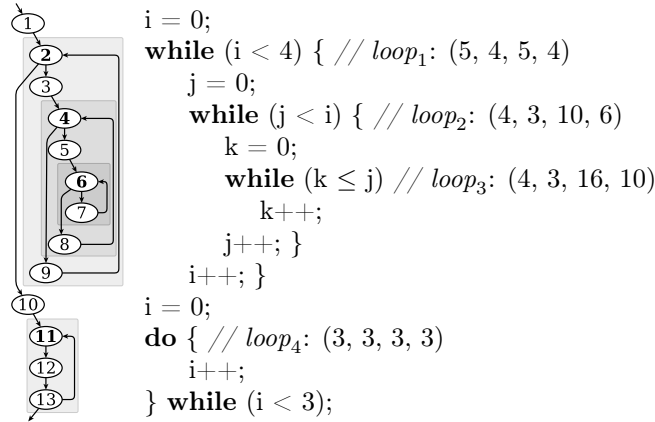 1
2
3
4
5
6
7
8
9
10
11
12
13
i = 0;
while (i < 4) { // loop₁: (5, 4, 5, 4)
j = 0;
while (j < i) { // loop₂: (4, 3, 10, 6)
k = 0;
while (k ≤ j) // loop₃: (4, 3, 16, 10)
k++;
j++; }
i++; }
i = 0;
do { // loop₄: (3, 3, 3, 3)
i++;
} while (i < 3);